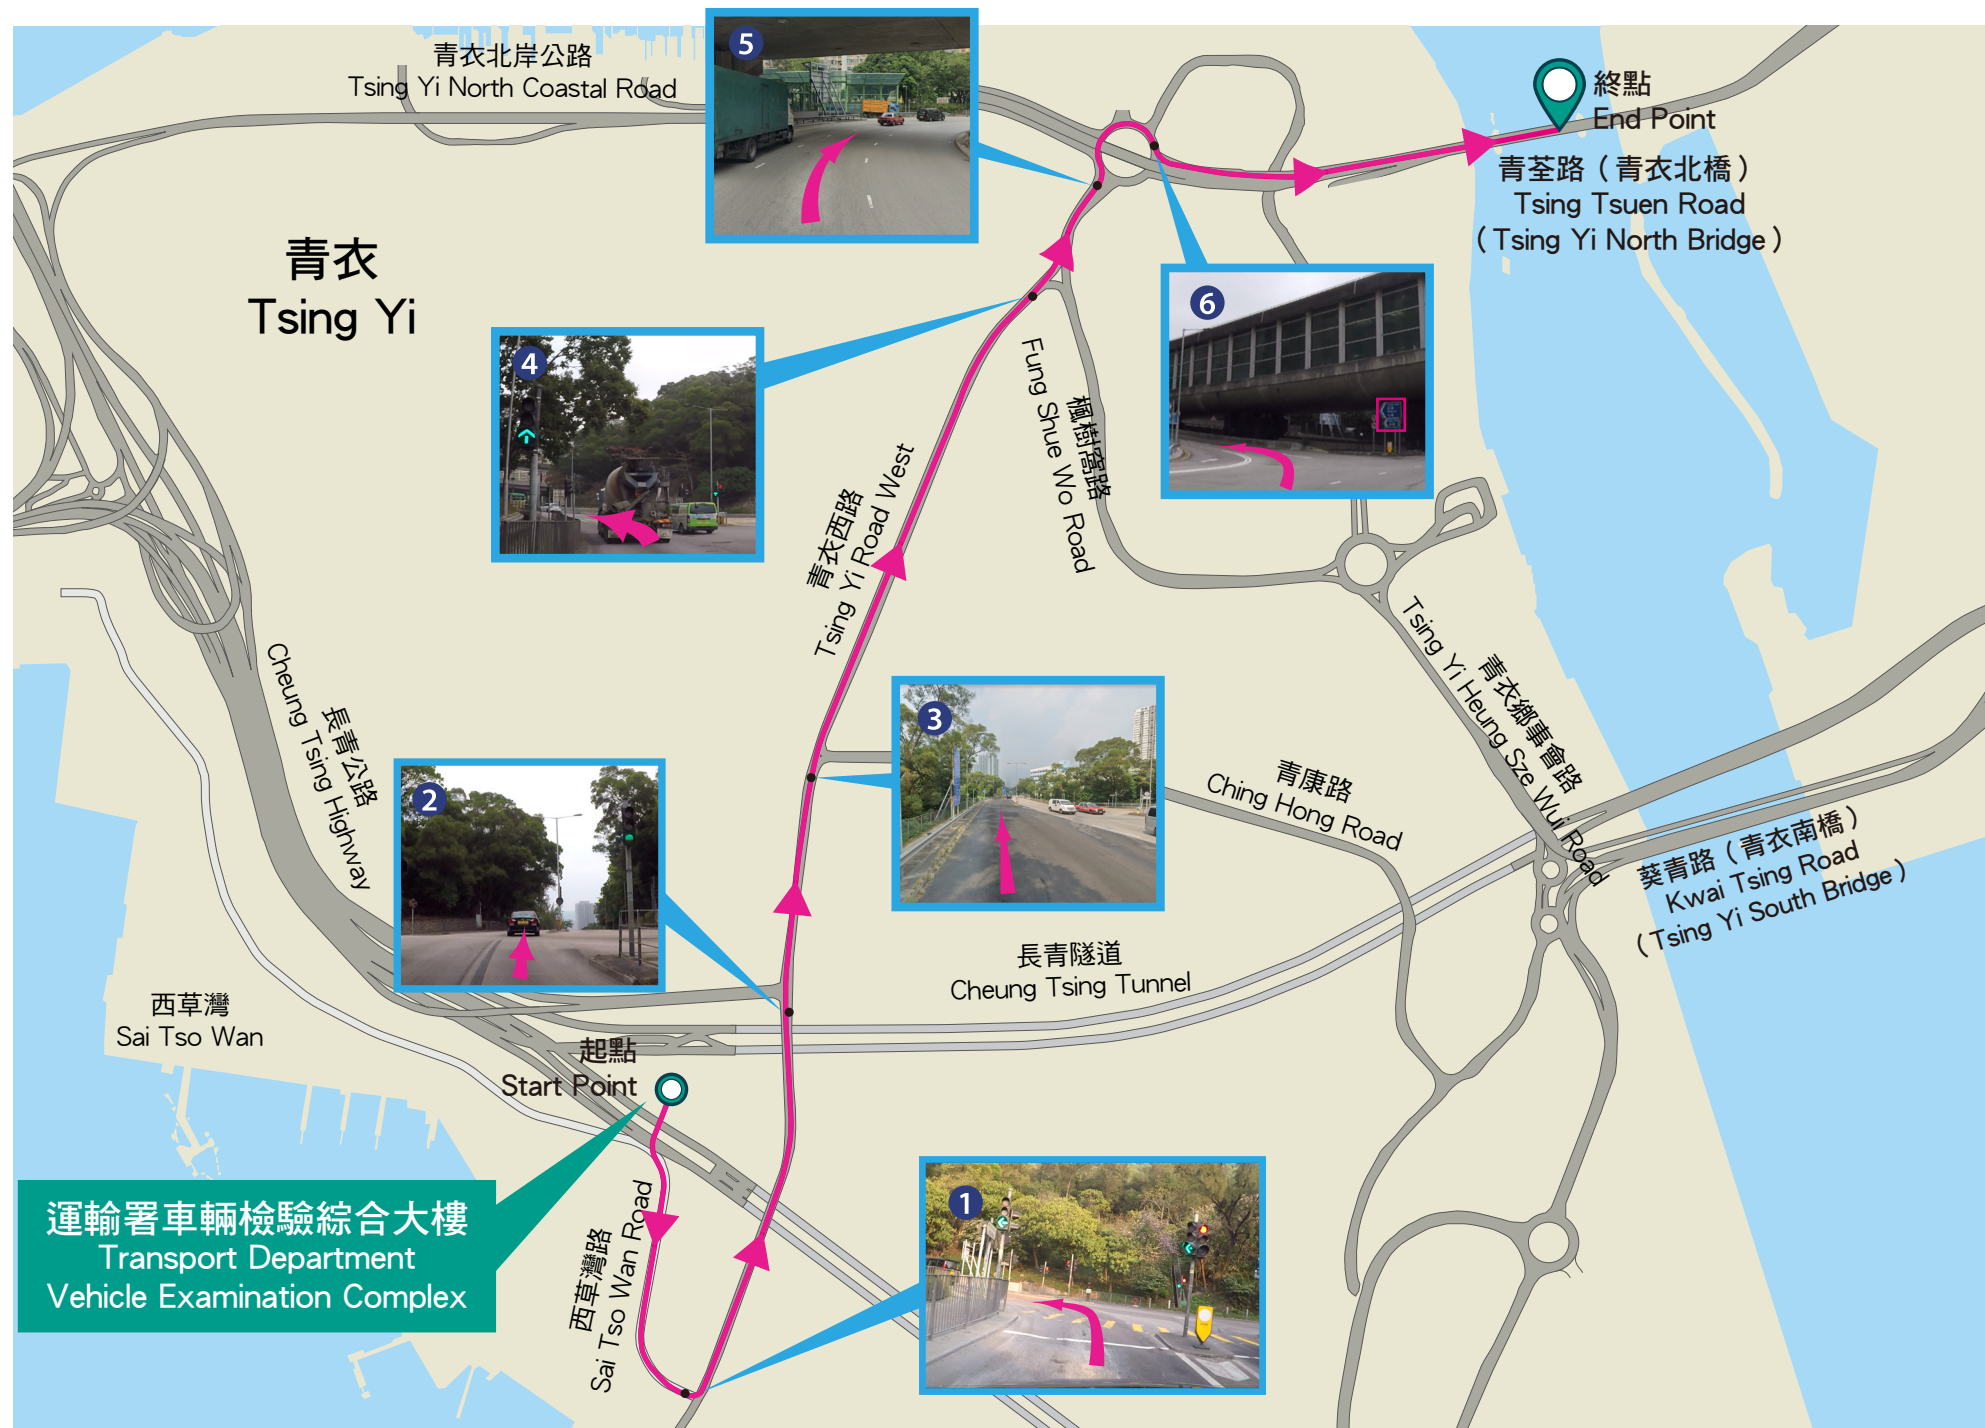 青衣北岸公路
Tsing Yi North Coastal Road
5
終點
End Point
青荃路（青衣北橋）
Tsing Tsuen Road
（Tsing Yi North Bridge）
青衣
Tsing Yi
6
4
楓樹窩路
Fung Shue Wo Road
青衣西路
Tsing Yi Road West
長青公路
Cheung Tsing Highway
3
青衣鄉事會路
Tsing Yi Heung Sze Wui Road
2
青康路
Ching Hong Road
葵青路（青衣南橋）
Kwai Tsing Road
（Tsing Yi South Bridge）
長青隧道
Cheung Tsing Tunnel
西草灣
Sai Tso Wan
起點
Start Point
運輸署車輛檢驗綜合大樓
Transport Department
Vehicle Examination Complex
西草灣路
Sai Tso Wan Road
1